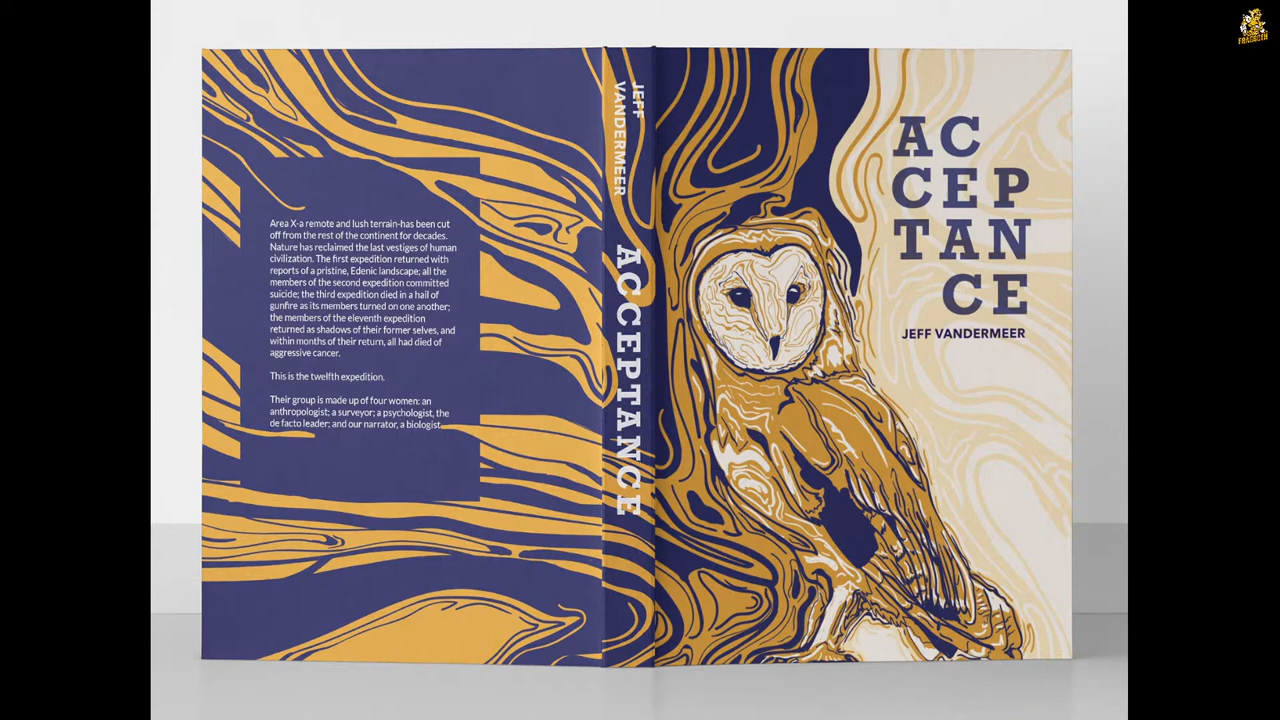 Area X-a remote and lush terrain-has been cut
off from the rest of the continent for decades.
Nature has reclaimed the last vestiges of human
civilization. The first expedition returned with
reports of a pristine, Edenic landscape; all the
members of the second expedition committed
suicide; the third expedition died in a hail of
gunfire as its members turned on one another;
the members of the eleventh expedition
returned as shadows of their former selves, and
within months of their return, all had died of
aggressive cancer.
This is the twelfth expedition.
Their group is made up of four women: an
anthropologist; a surveyor; a psychologist, the
de facto leader; and our narrator, a biologist.
JEFF
VANDERMEER
ACCEPTANCE
AC
CEP
TAN
CE
JEFF VANDERMEER